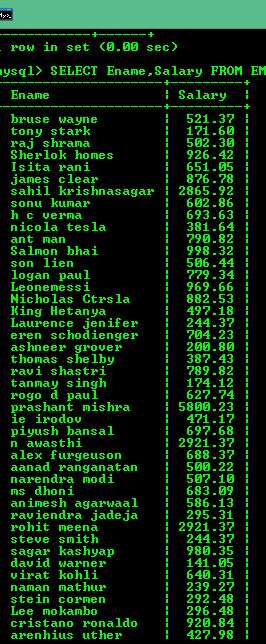 row in set (0.00 sec)
mysql> SELECT Ename,Salary FROM EM
Ename | Salary |
bruse wayne | 521.37 |
tony stark | 171.60 |
raj shrama | 502.30 |
Sherlok homes | 926.42 |
Isita rani | 651.05 |
james clear | 876.78 |
sahil krishnasagar | 2865.92 |
sonu kumar | 602.86 |
h c verma | 693.63 |
nicola tesla | 381.64 |
ant man | 790.82 |
Salmon bhai | 998.32 |
son lien | 506.44 |
logan paul | 779.34 |
Leonemessi | 969.66 |
Nicholas Ctrsla | 882.53 |
King Hetanya | 497.18 |
Laurence jenifer | 244.37 |
eren schodienger | 704.23 |
ashneer grover | 200.80 |
thomas shelby | 387.43 |
ravi shastri | 789.82 |
tanmay singh | 174.12 |
rogo d paul | 627.74 |
prashant mishra | 5800.23 |
ie irodov | 471.17 |
piyush bansal | 697.68 |
n awasthi | 2921.37 |
alex furgeuson | 688.37 |
aanad ranganatan | 500.22 |
narendra modi | 507.10 |
ms dhoni | 683.09 |
animesh agarwaal | 586.13 |
raviendra jadeja | 295.31 |
rohit meena | 2921.37 |
steve smith | 244.37 |
sagar kashyap | 980.35 |
david warner | 141.05 |
virat kohli | 640.31 |
naman mathur | 239.27 |
stein cormen | 292.48 |
Lee mokambo | 296.48 |
cristano ronaldo | 920.84 |
arenhius uther | 427.98 |